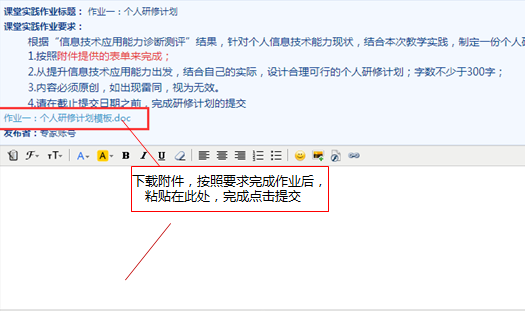 课堂实践作业标题： 作业一：个人研修计划
课堂实践作业要求：
根据“信息技术应用能力诊断测评”结果，针对个人信息技术能力现状，结合本次教学实践，制定一份个人研
1.按照附件提供的表单来完成；
2.从提升信息技术应用能力出发，结合自己的实际，设计合理可行的个人研修计划；字数不少于300字；
3.内容必须原创，如出现雷同，视为无效。
4.请在截止提交日期之前，完成研修计划的提交
作业一：个人研修计划模板.doc
发布者：专家账号
下载附件，按照要求完成作业后，
粘贴在此处，完成点击提交